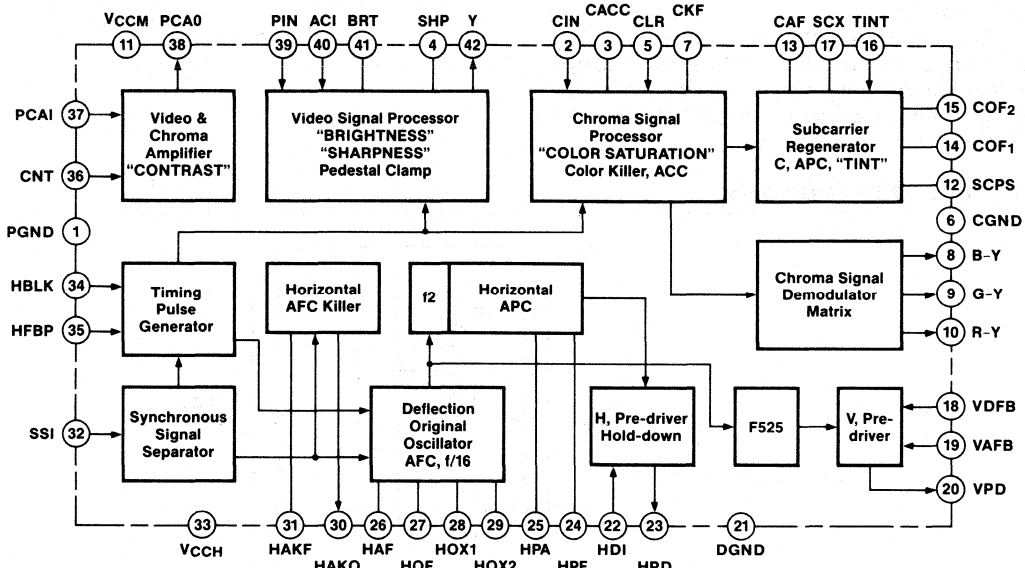 VCCM PCA0 PIN ACI BRT SHP Y CIN CACC CLR CKF CAF SCX TINT
11 38 39 40 41 4 42 2 3 5 7 13 17 16
PCAI 37
CNT 36
PGND 1
HBLK 34
HFBP 35
SSI 32
Video &
Chroma
Amplifier
"CONTRAST"
Video Signal Processor
"BRIGHTNESS"
"SHARPNESS"
Pedestal Clamp
Chroma Signal
Processor
"COLOR SATURATION"
Color Killer, ACC
Subcarrier
Regenerator
C, APC, "TINT"
15 COF2
14 COF1
12 SCPS
6 CGND
8 B-Y
9 G-Y
10 R-Y
18 VDFB
19 VAFB
20 VPD
Timing
Pulse
Generator
Horizontal
AFC Killer
f2
Horizontal
APC
Chroma Signal
Demodulator
Matrix
Synchronous
Signal
Separator
Deflection
Original
Oscillator
AFC, f/16
H, Pre-driver
Hold-down
F525
V, Pre-
driver
33 31 30 26 27 28 29 25 24 22 23 21
VCCH HAKF HAKO HAF HOF HOX1 HOX2 HPA HPF HDI HPD DGND